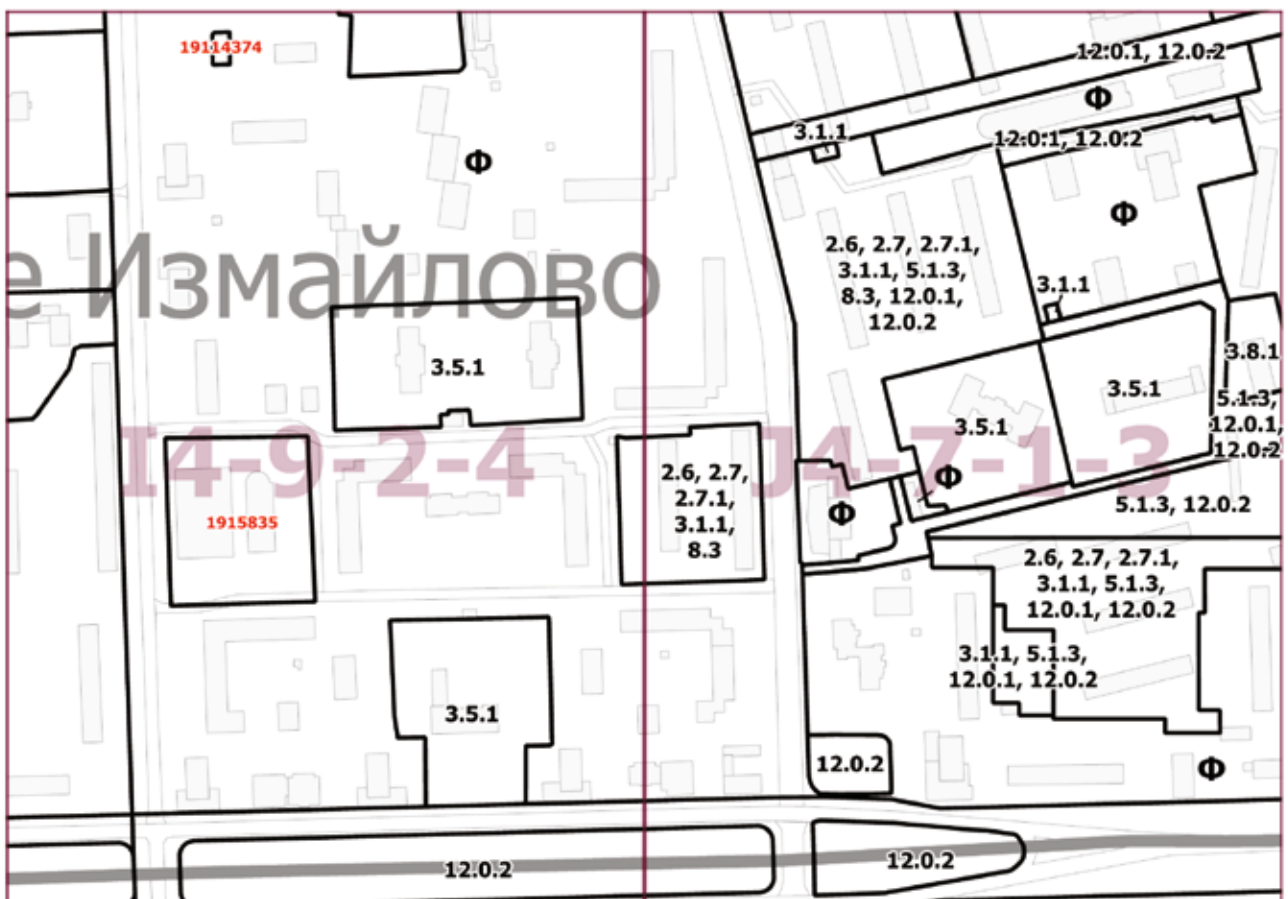 19114374
12.0.1, 12.0.2
Ф
3.1.1
12.0.1, 12.0.2
Ф
Ф
е Измайлово
2.6, 2.7, 2.7.1,
3.1.1, 5.1.3,
8.3, 12.0.1,
12.0.2
3.1.1
3.5.1
3.8.1
3.5.1
5.1.3,
12.0.1,
12.0.2
3.5.1
I4-9-2-4
J4-7-1-3
2.6, 2.7,
2.7.1,
3.1.1,
8.3
Ф
1915835
Ф
5.1.3, 12.0.2
2.6, 2.7, 2.7.1,
3.1.1, 5.1.3,
12.0.1, 12.0.2
3.1.1, 5.1.3,
12.0.1, 12.0.2
3.5.1
12.0.2
Ф
12.0.2
12.0.2